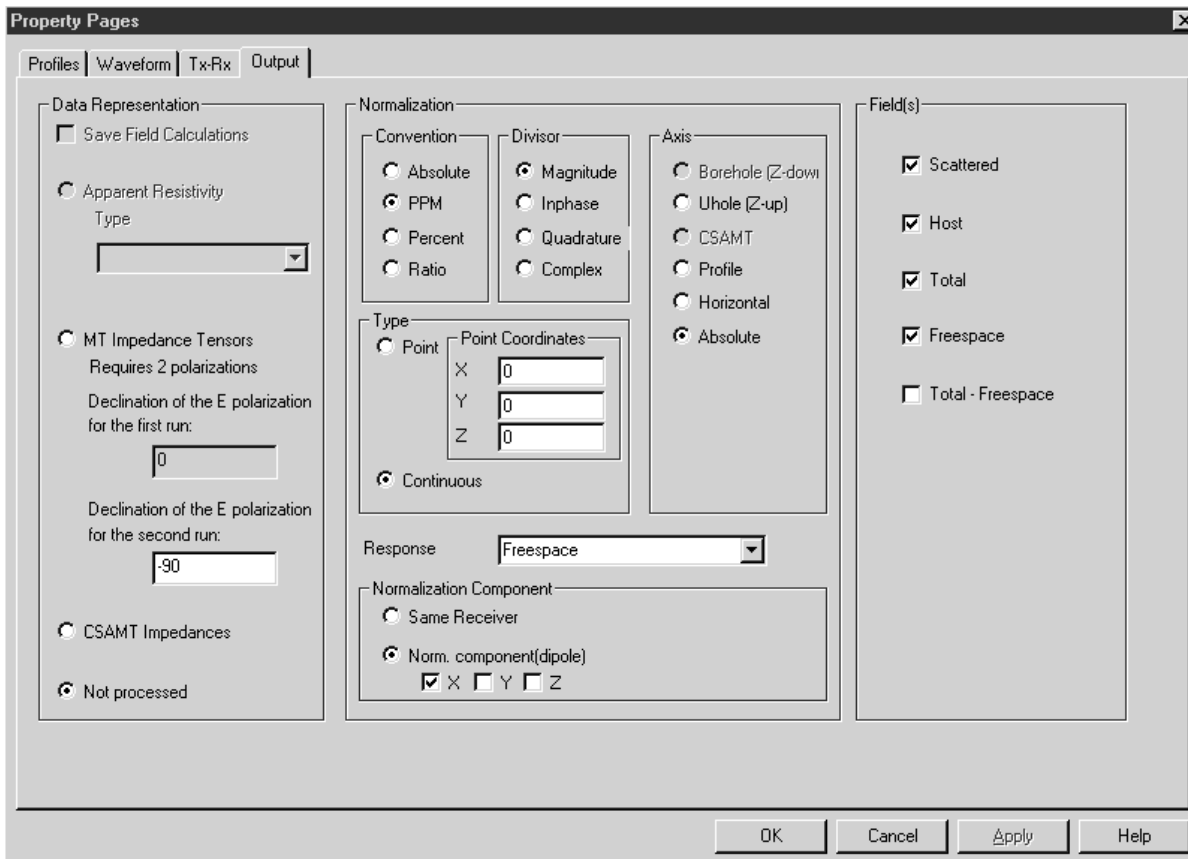 Property Pages
Profiles Waveform Tx-Rx Output
Data Representation
Save Field Calculations
Apparent Resistivity
Type
MT Impedance Tensors
Requires 2 polarizations
Declination of the E polarization
for the first run:
0
Declination of the E polarization
for the second run:
-90
CSAMT Impedances
Not processed
Normalization
Convention
Absolute
PPM
Percent
Ratio
Divisor
Magnitude
Inphase
Quadrature
Complex
Axis
Borehole (Z-down
Uhole (Z-up)
CSAMT
Profile
Horizontal
Absolute
Type
Point
Point Coordinates
X 0
Y 0
Z 0
Continuous
Response Freespace
Normalization Component
Same Receiver
Norm. component(dipole)
X Y Z
Field(s)
Scattered
Host
Total
Freespace
Total - Freespace
OK Cancel Apply Help